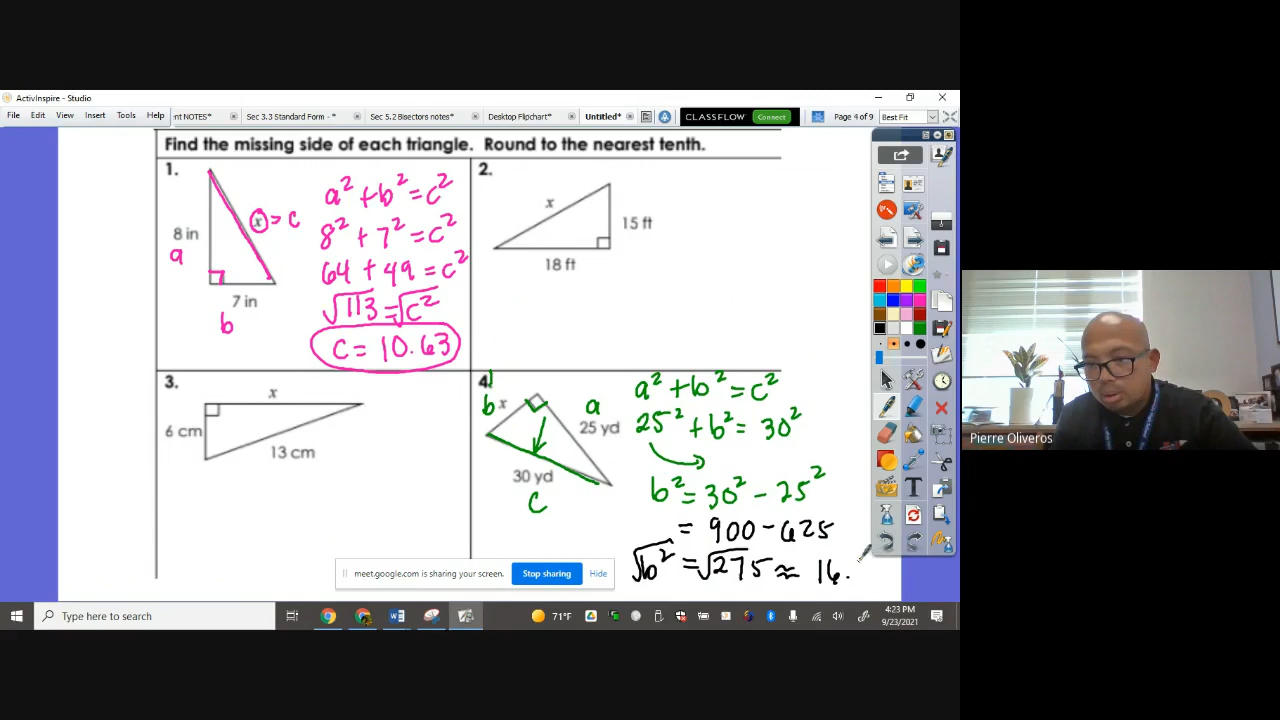 ActivInspire - Studio
File Edit View Insert Tools Help
nt NOTES* Sec 3.3 Standard Form - * Sec 5.2 Bisectors notes* Desktop Flipchart* Untitled* CLASSFLOW Connect Page 4 of 9 Best Fit
Find the missing side of each triangle. Round to the nearest tenth.
1.
x = c
8 in
a
7 in
b
a² + b² = c²
8² + 7² = c²
64 + 49 = c²
√113 = √c²
c = 10.63
2.
x
15 ft
18 ft
3.
x
6 cm
13 cm
4.
b x
a
25 yd
30 yd
c
a² + b² = c²
25² + b² = 30²
b² = 30² - 25²
= 900 - 625
√b² = √275 ≈ 16.
Pierre Oliveros
meet.google.com is sharing your screen. Stop sharing Hide
Type here to search
71°F
4:23 PM
9/23/2021